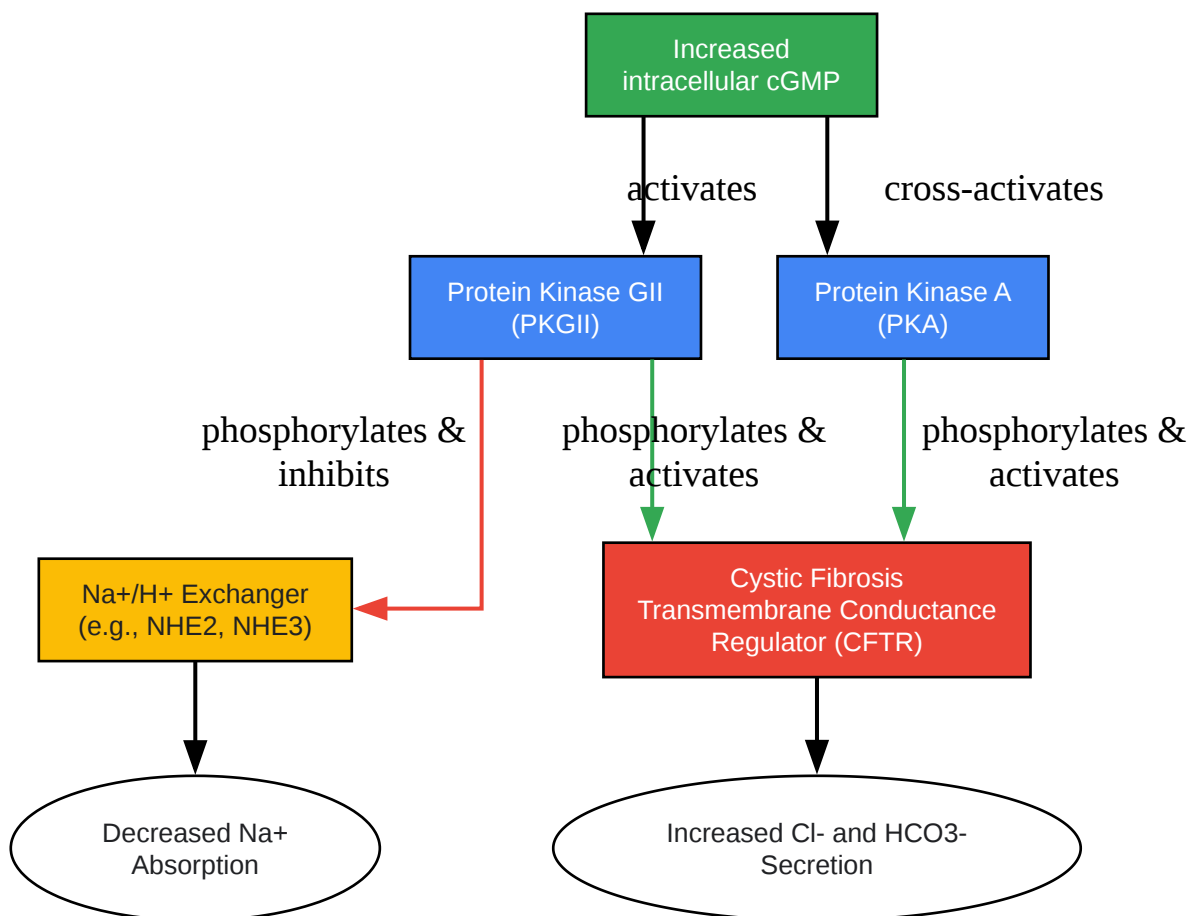 Increased
intracellular cGMP
activates
cross-activates
Protein Kinase GII
(PKGII)
Protein Kinase A
(PKA)
phosphorylates &
inhibits
phosphorylates &
activates
phosphorylates &
activates
Na+/H+ Exchanger
(e.g., NHE2, NHE3)
Cystic Fibrosis
Transmembrane Conductance
Regulator (CFTR)
Decreased Na+
Absorption
Increased Cl- and HCO3-
Secretion